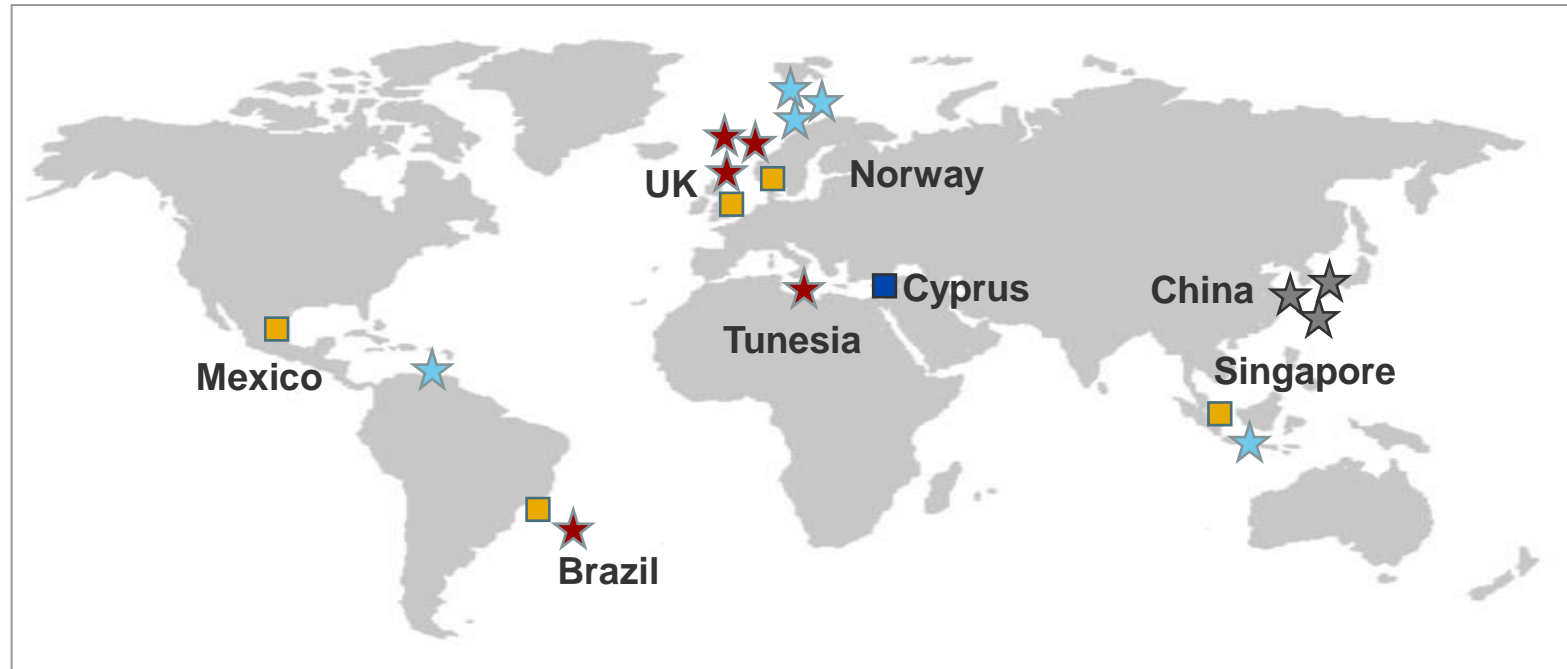 UK
Norway
Cyprus
China
Tunesia
Singapore
Mexico
Brazil